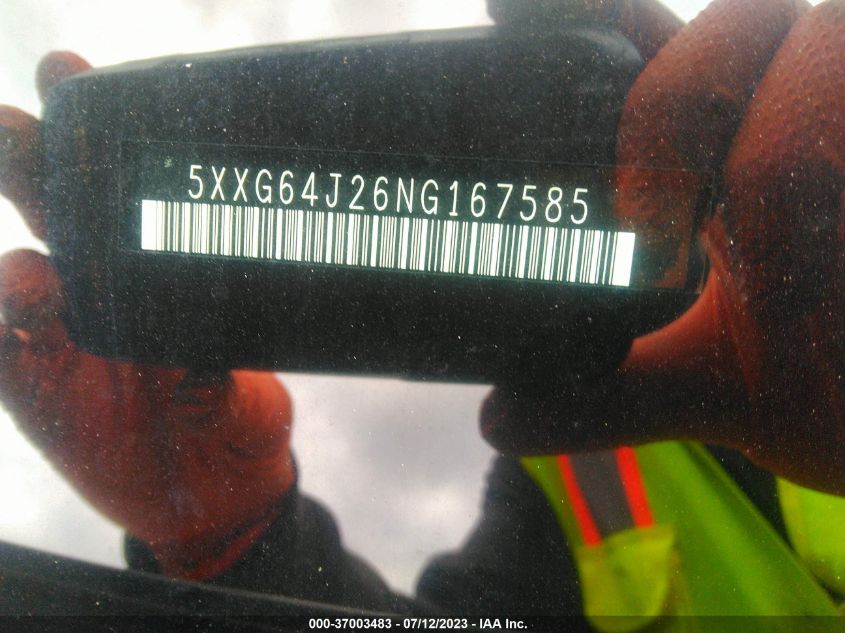 5XXG64J26NG167585
000-37003483 - 07/12/2023 - IAA Inc.